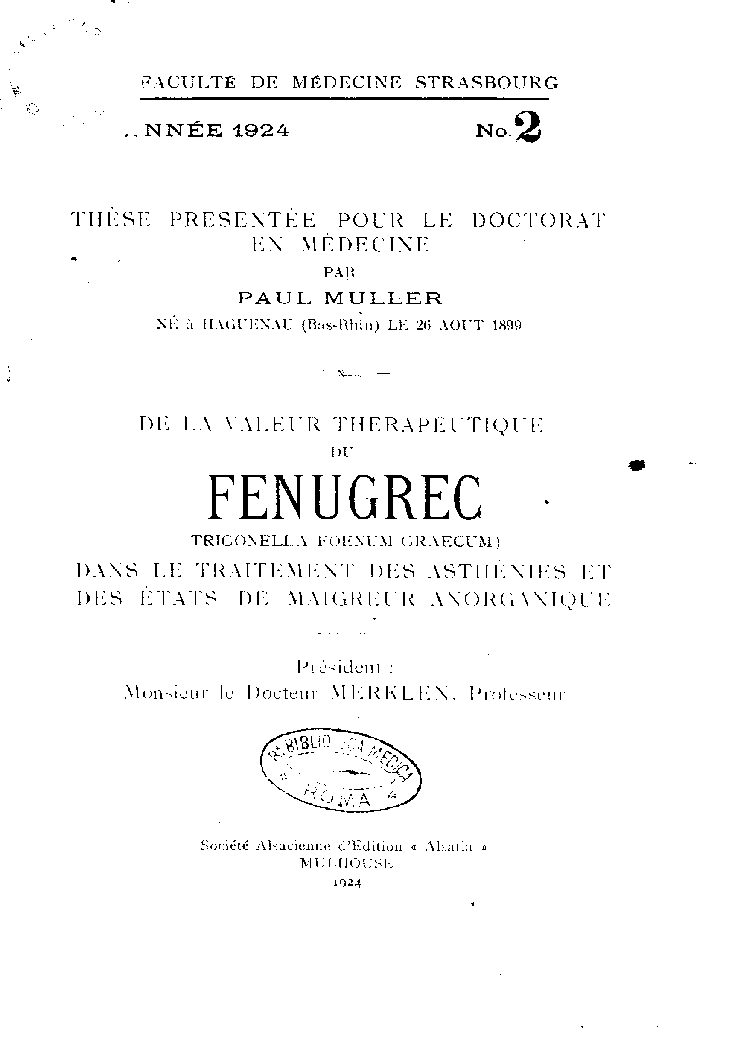 FACULTÉ DE MÉDECINE STRASBOURG
NNÉE 1924 No. 2
THÈSE PRESENTÉE POUR LE DOCTORAT
EN MÉDECINE
PAR
PAUL MULLER
NÉ à HAGUENAU (Bas-Rhin) LE 26 AOUT 1899
DE LA VALEUR THERAPEUTIQUE
DU
FENUGREC
TRIGONELLA FOENUM GRAECUM)
DANS LE TRAITEMENT DES ASTHÉNIES ET
DES ÉTATS DE MAIGREUR ANORGANIQUE
Président :
Monsieur le Docteur MERKLEN, Professeur
R. BIBLIOTECA MEDICA
ROMA
Société Alsacienne d'Edition « Alsatia »
MULHOUSE
1924